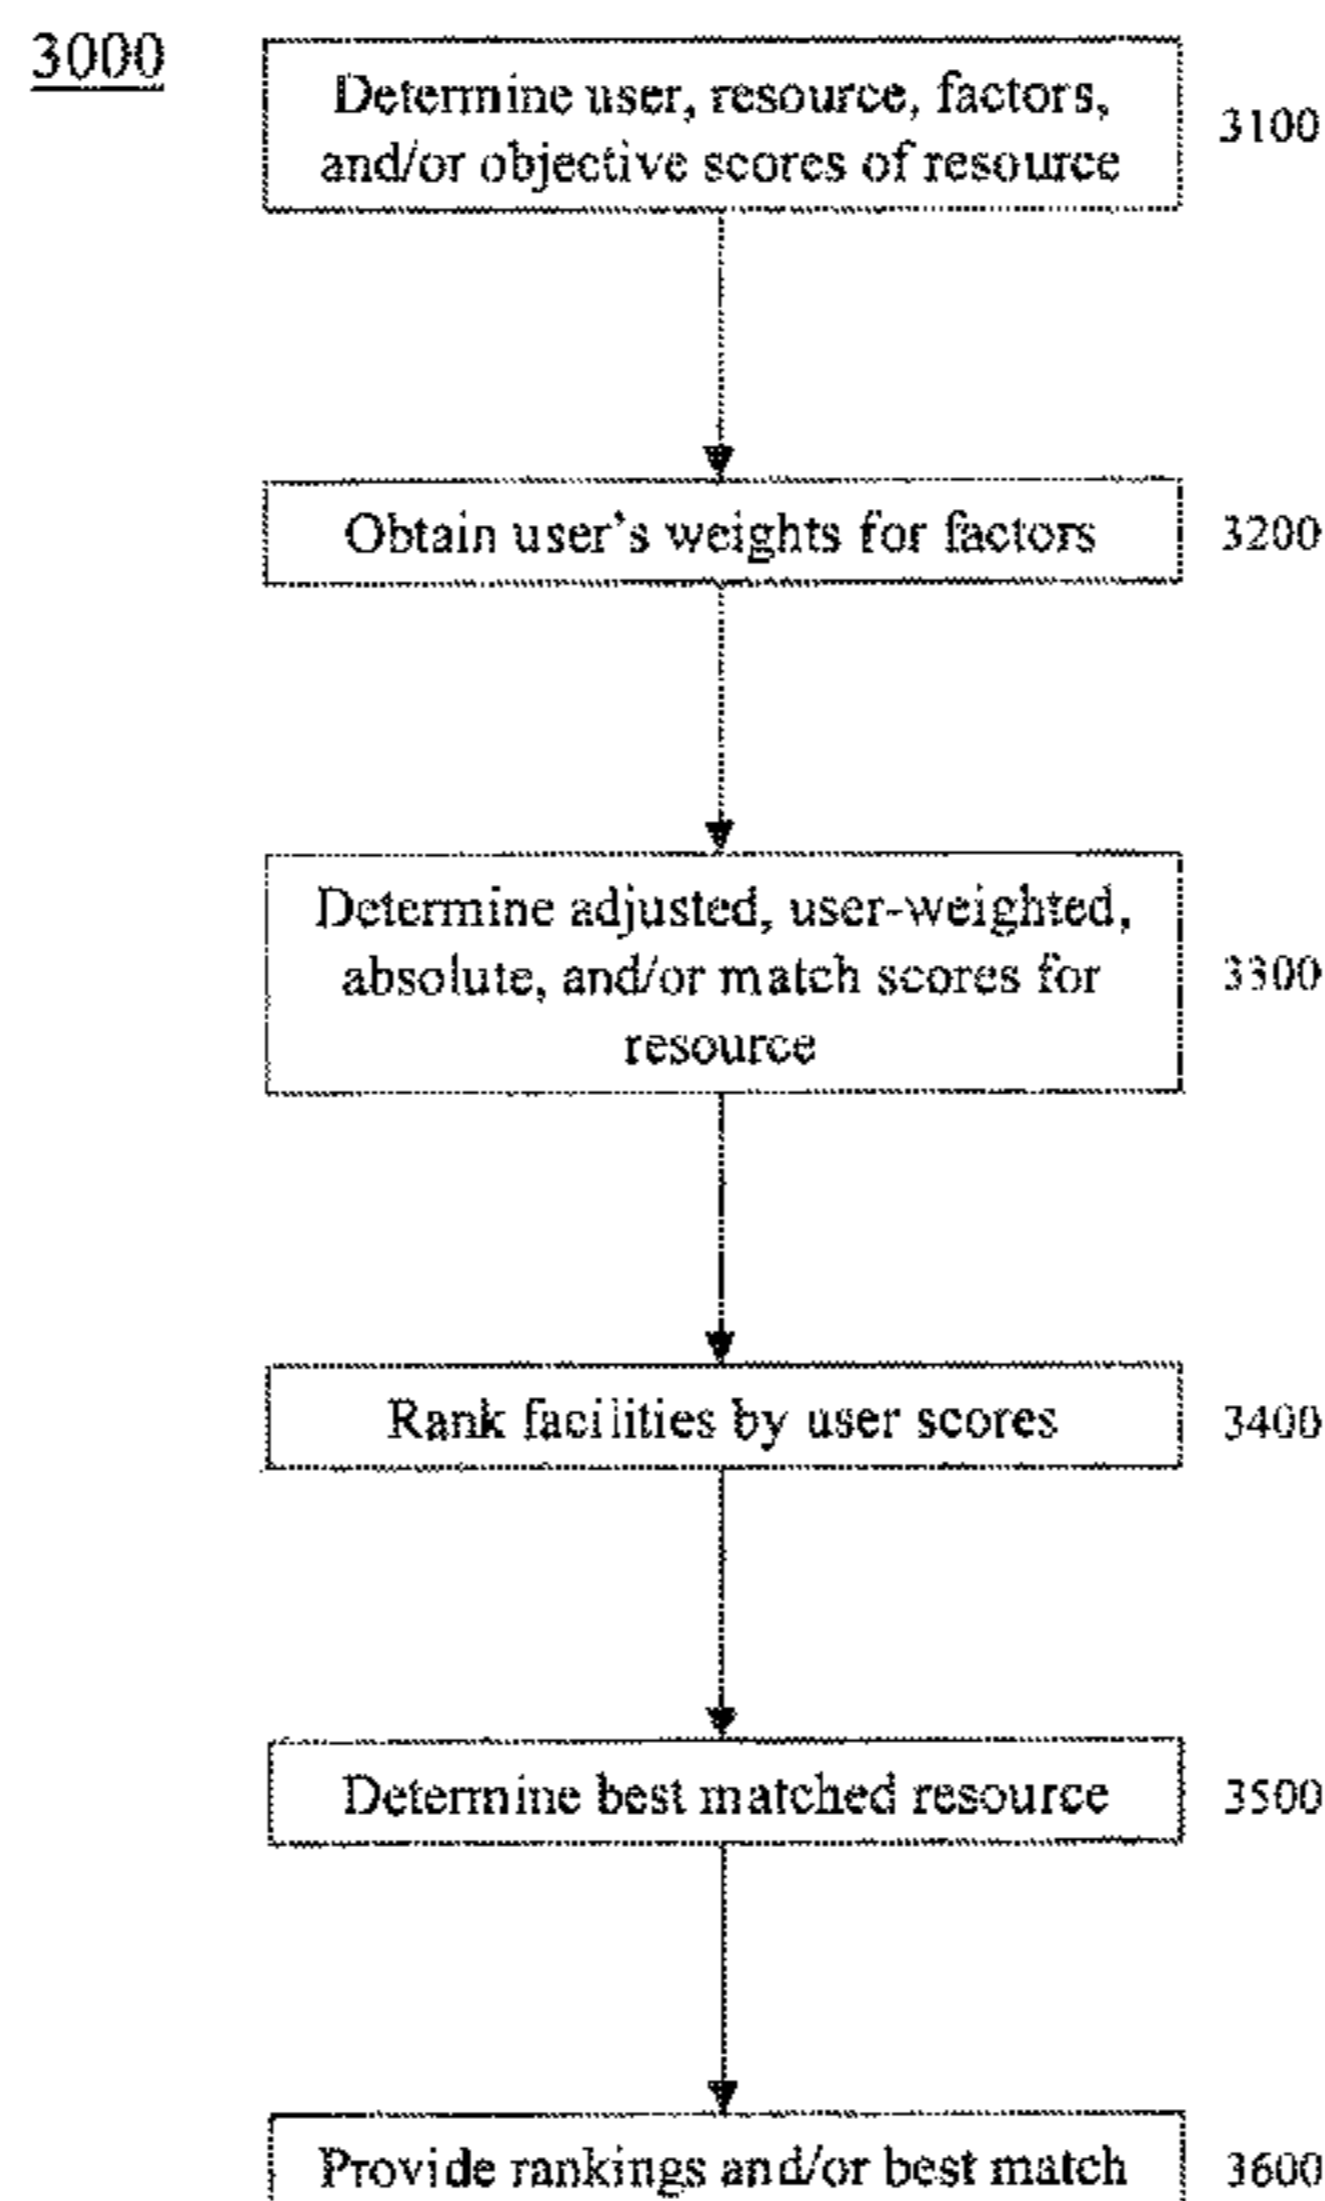 3000
Determine user, resource, factors,
and/or objective scores of resource
3100
Obtain user's weights for factors
3200
Determine adjusted, user-weighted,
absolute, and/or match scores for
resource
3300
Rank facilities by user scores
3400
Determine best matched resource
3500
Provide rankings and/or best match
3600